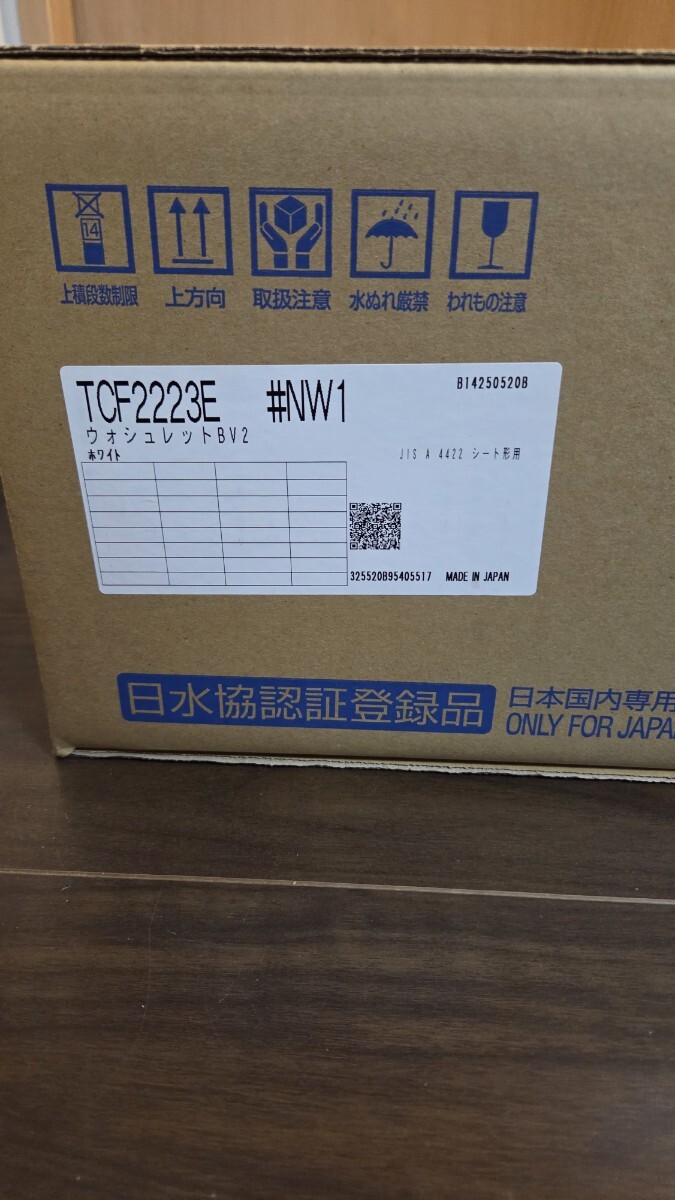 14
上積段数制限 上方向 取扱注意 水ぬれ厳禁 われもの注意
TCF2223E #NW1 B14250520B
ウォシュレットBV2
ホワイト JIS A 4422 シート形用
325520B95405517 MADE IN JAPAN
日水協認証登録品 日本国内専用
ONLY FOR JAPA